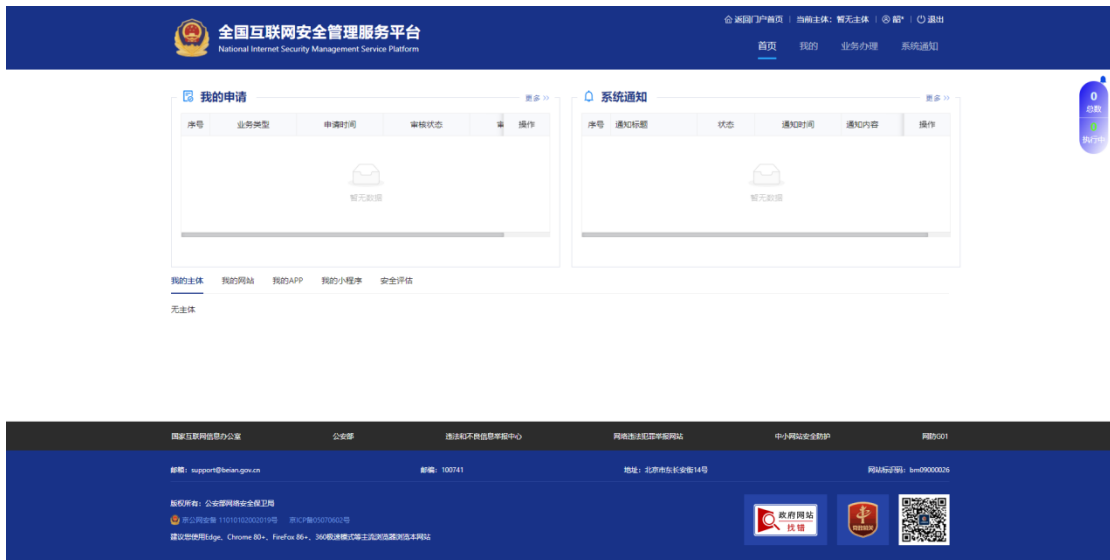 返回门户首页 | 当前主体：暂无主体 | 韶* | 退出
全国互联网安全管理服务平台
National Internet Security Management Service Platform
首页 我的 业务办理 系统通知
我的申请 更多
序号 业务类型 申请时间 审核状态 操作
暂无数据
系统通知 更多
序号 通知标题 状态 通知时间 通知内容 操作
暂无数据
0
总数
0
执行中
我的主体 我的网站 我的APP 我的小程序 安全评估
无主体
国家互联网信息办公室 公安部 违法和不良信息举报中心 网络违法犯罪举报网站 中小网站安全防护 网防G01
邮箱：support@beian.gov.cn 邮编：100741 地址：北京市东长安街14号 网站标识码：bm09000026
版权所有：公安部网络安全保卫局
京公网安备 11010102002019号 京ICP备05070602号
建议您使用Edge、Chrome 80+、FireFox 86+、360极速模式等主流浏览器浏览本网站
政府网站
找错